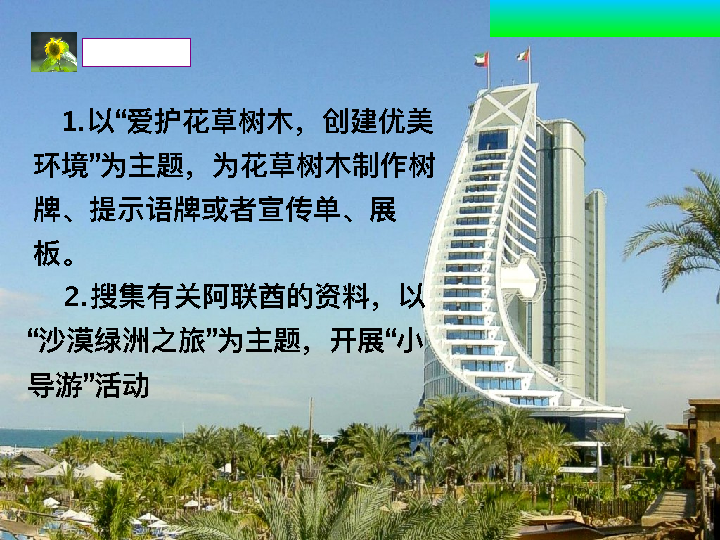 1.以“爱护花草树木，创建优美
环境”为主题，为花草树木制作树
牌、提示语牌或者宣传单、展
板。
2.搜集有关阿联酋的资料，以
“沙漠绿洲之旅”为主题，开展“小
导游”活动